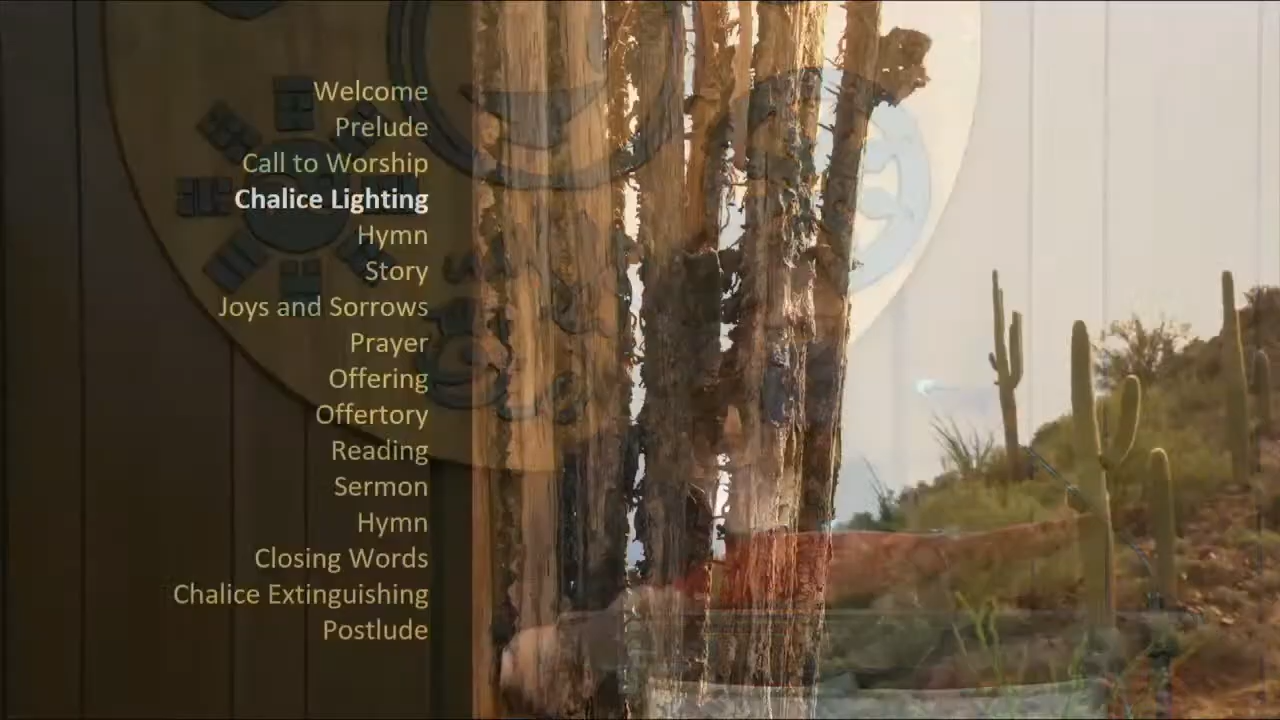 Welcome
Prelude
Call to Worship
Chalice Lighting
Hymn
Story
Joys and Sorrows
Prayer
Offering
Offertory
Reading
Sermon
Hymn
Closing Words
Chalice Extinguishing
Postlude